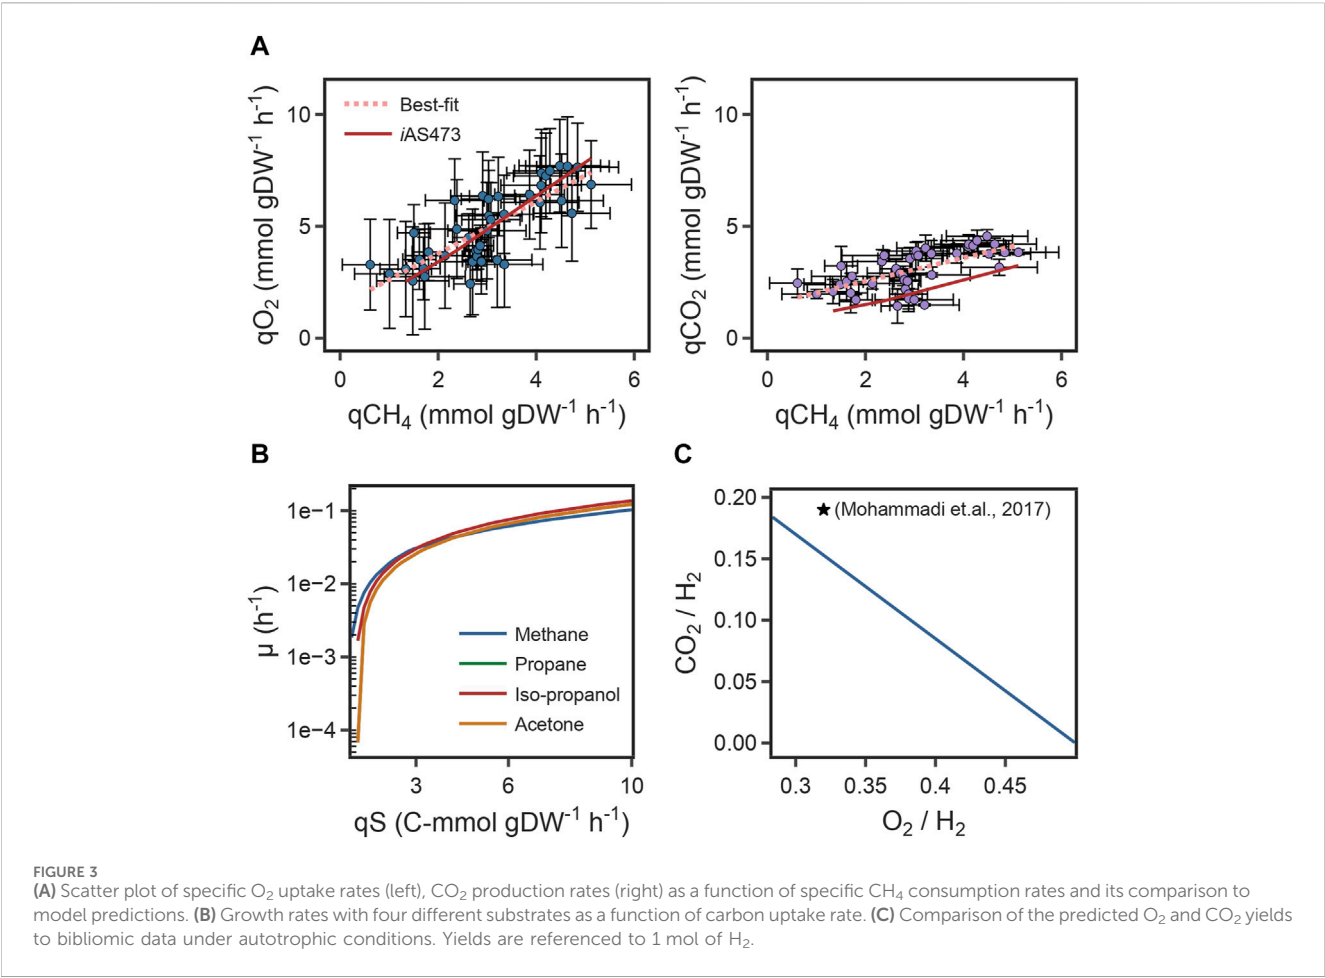 A
Best-fit
iAS473
10
5
0
qO2 (mmol gDW-1 h-1)
0 2 4 6
qCH4 (mmol gDW-1 h-1)
10
5
0
qCO2 (mmol gDW-1 h-1)
0 2 4 6
qCH4 (mmol gDW-1 h-1)
B
1e−1
1e−2
1e−3
1e−4
μ (h-1)
Methane
Propane
Iso-propanol
Acetone
3 6 10
qS (C-mmol gDW-1 h-1)
C
0.20
0.15
0.10
0.05
0.00
CO2 / H2
(Mohammadi et.al., 2017)
0.3 0.35 0.4 0.45
O2 / H2
FIGURE 3
(A) Scatter plot of specific O2 uptake rates (left), CO2 production rates (right) as a function of specific CH4 consumption rates and its comparison to
model predictions. (B) Growth rates with four different substrates as a function of carbon uptake rate. (C) Comparison of the predicted O2 and CO2 yields
to bibliomic data under autotrophic conditions. Yields are referenced to 1 mol of H2.